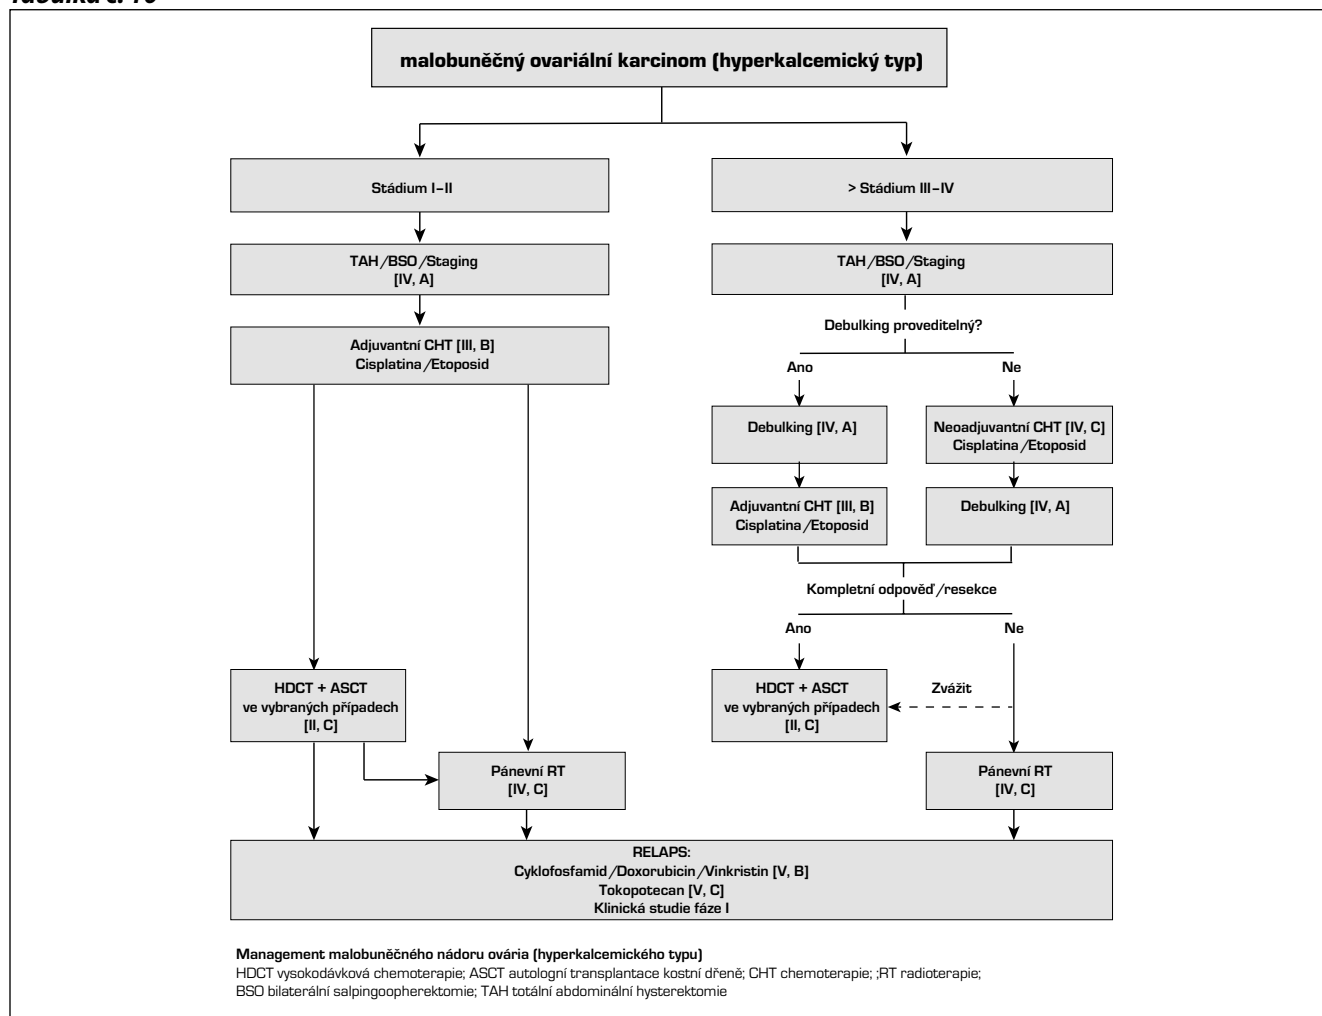 Tabulka č. 10
malobuněčný ovariální karcinom (hyperkalcemický typ)
Stádium I–II
> Stádium III–IV
TAH/BSO/Staging
[IV, A]
TAH/BSO/Staging
[IV, A]
Adjuvantní CHT [III, B]
Cisplatina/Etoposid
Debulking proveditelný?
Ano
Ne
Debulking [IV, A]
Neoadjuvantní CHT [IV, C]
Cisplatina/Etoposid
Adjuvantní CHT [III, B]
Cisplatina/Etoposid
Debulking [IV, A]
Kompletní odpověď/resekce
Ano
Ne
HDCT + ASCT
ve vybraných případech
[II, C]
HDCT + ASCT
ve vybraných případech
[II, C]
Zvážit
Pánevní RT
[IV, C]
Pánevní RT
[IV, C]
RELAPS:
Cyklofosfamid/Doxorubicin/Vinkristin [V, B]
Tokopotecan [V, C]
Klinická studie fáze I
Management malobuněčného nádoru ovária (hyperkalcemického typu)
HDCT vysokodávková chemoterapie; ASCT autologní transplantace kostní dřeně; CHT chemoterapie; ;RT radioterapie;
BSO bilaterální salpingoopherektomie; TAH totální abdominální hysterektomie